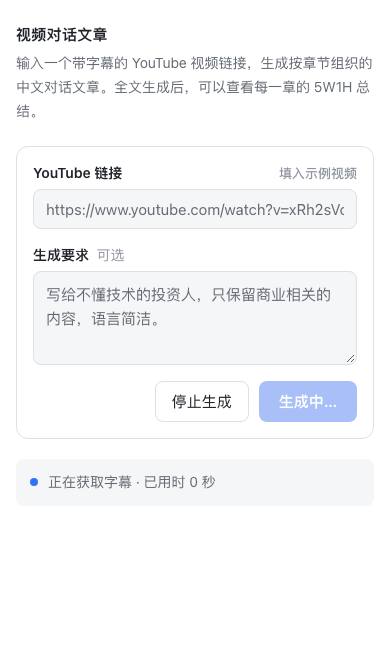 视频对话文章
输入一个带字幕的 YouTube 视频链接，生成按章节组织的
中文对话文章。全文生成后，可以查看每一章的 5W1H 总
结。
YouTube 链接
填入示例视频
https://www.youtube.com/watch?v=xRh2sVc
生成要求 可选
写给不懂技术的投资人，只保留商业相关的
内容，语言简洁。
停止生成
生成中...
正在获取字幕 · 已用时 0 秒